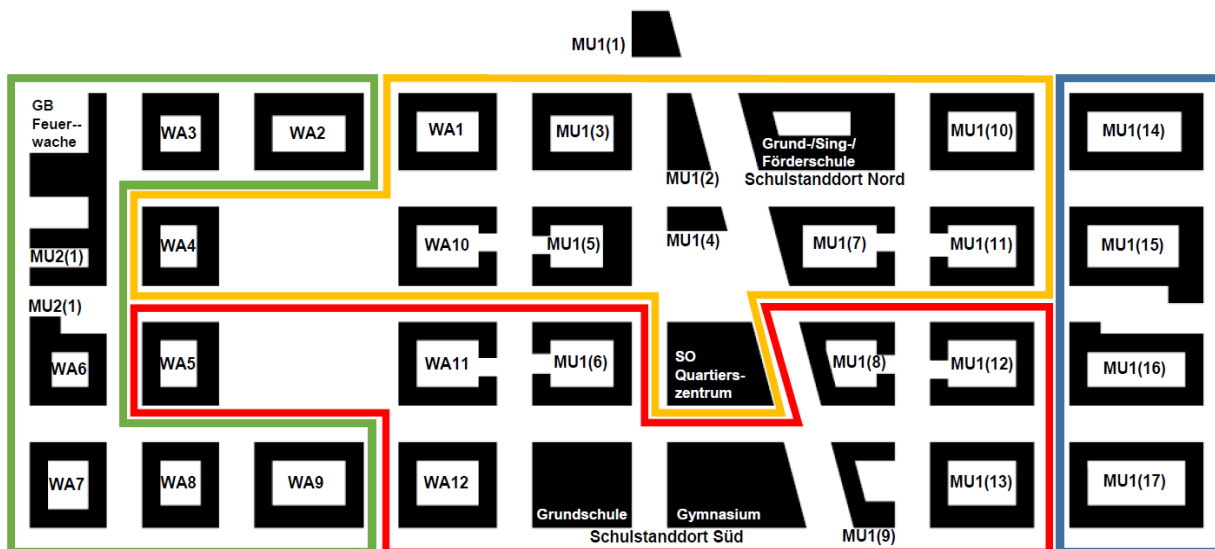 MU1(1)
GB
Feuer--
wache
WA3
WA2
WA1
MU1(3)
MU1(2)
Grund-/Sing-/
Förderschule
Schulstanddort Nord
MU1(10)
MU1(14)
MU2(1)
WA4
WA10
MU1(5)
MU1(4)
MU1(7)
MU1(11)
MU1(15)
MU2(1)
WA6
WA5
WA11
MU1(6)
SO
Quartiers-
zentrum
MU1(8)
MU1(12)
MU1(16)
WA7
WA8
WA9
WA12
Grundschule
Gymnasium
Schulstanddort Süd
MU1(9)
MU1(13)
MU1(17)